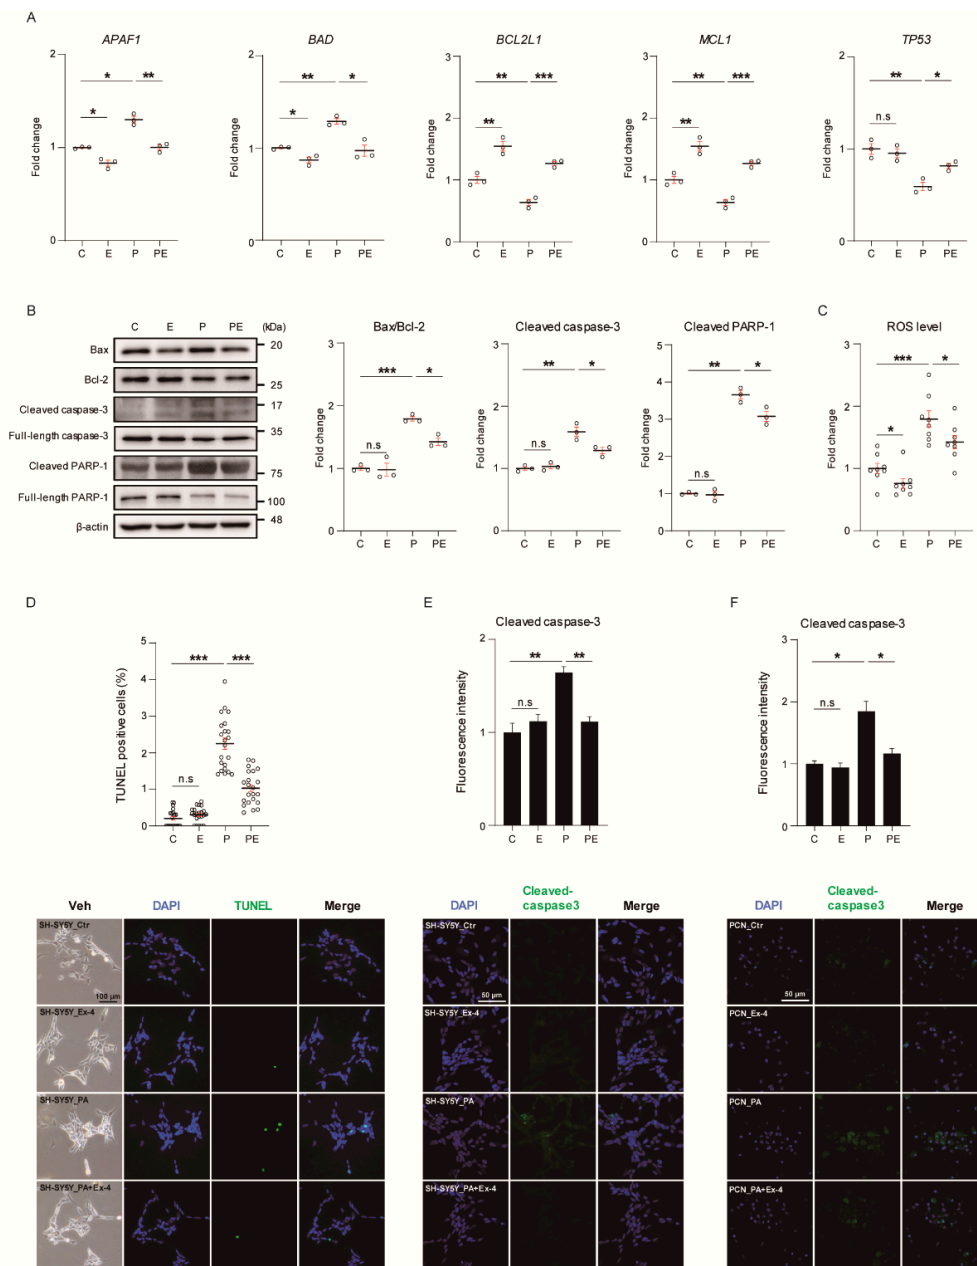 A
APAF1
BAD
BCL2L1
MCL1
TP53
Fold change
2
1
0
* **
*
C E P PE
Fold change
2
1
0
** *
*
C E P PE
Fold change
3
2
1
0
** ***
**
C E P PE
Fold change
3
2
1
0
** ***
**
C E P PE
Fold change
2
1
0
** *
n.s
C E P PE
B
C E P PE (kDa)
Bax 20
Bcl-2 25
Cleaved caspase-3 17
Full-length caspase-3 35
Cleaved PARP-1 75
Full-length PARP-1 100
β-actin 48
Bax/Bcl-2
Fold change
3
2
1
0
*** *
n.s
C E P PE
Cleaved caspase-3
Fold change
3
2
1
0
** *
n.s
C E P PE
Cleaved PARP-1
Fold change
5
4
3
2
1
0
** *
n.s
C E P PE
C
ROS level
Fold change
3
2
1
0
*** *
*
C E P PE
D
TUNEL positive cells (%)
5
4
3
2
1
0
*** ***
n.s
C E P PE
E
Cleaved caspase-3
Fluorescence intensity
2
1
0
** **
n.s
C E P PE
F
Cleaved caspase-3
Fluorescence intensity
3
2
1
0
* *
n.s
C E P PE
Veh DAPI TUNEL Merge
SH-SY5Y_Ctr
100 μm
SH-SY5Y_Ex-4
SH-SY5Y_PA
SH-SY5Y_PA+Ex-4
DAPI Cleaved-
caspase3 Merge
SH-SY5Y_Ctr
50 μm
SH-SY5Y_Ex-4
SH-SY5Y_PA
SH-SY5Y_PA+Ex-4
DAPI Cleaved-
caspase3 Merge
PCN_Ctr
50 μm
PCN_Ex-4
PCN_PA
PCN_PA+Ex-4